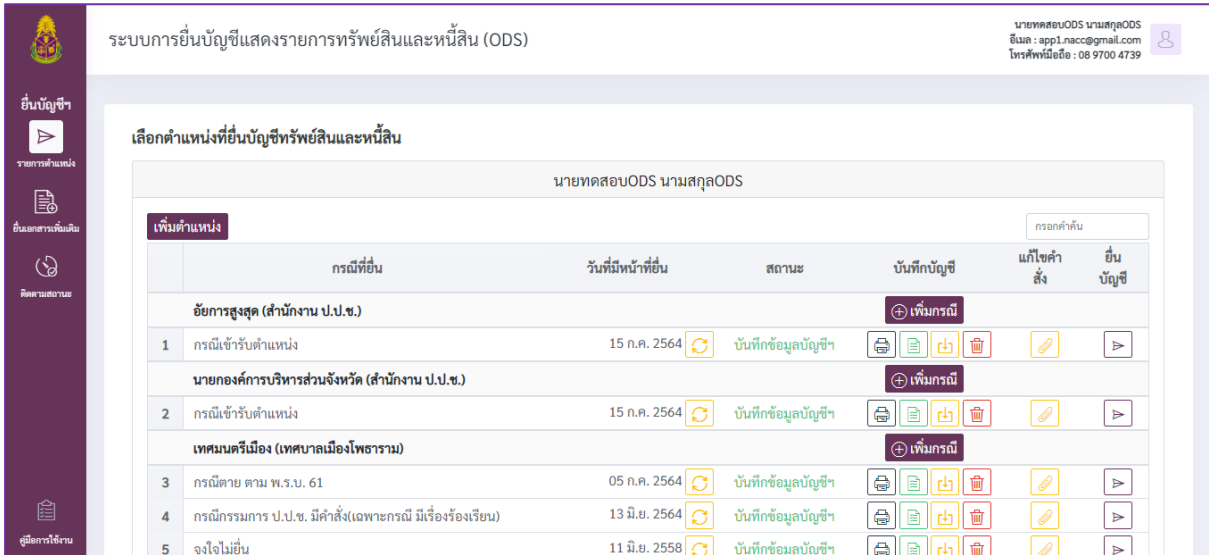 นายทดสอบODS นามสกุลODS
ระบบการยื่นบัญชีแสดงรายการทรัพย์สินและหนี้สิน (ODS)
อีเมล : app1.nacc@gmail.com
โทรศัพท์มือถือ : 08 9700 4739
ยื่นบัญชีฯ
รายการตำแหน่ง
ยื่นเอกสารเพิ่มเติม
ติดตามสถานะ
คู่มือการใช้งาน
เลือกตำแหน่งที่ยื่นบัญชีทรัพย์สินและหนี้สิน
นายทดสอบODS นามสกุลODS
เพิ่มตำแหน่ง กรอกคำค้น
กรณีที่ยื่น วันที่มีหน้าที่ยื่น สถานะ บันทึกบัญชี แก้ไขคำสั่ง ยื่นบัญชี
อัยการสูงสุด (สำนักงาน ป.ป.ช.) เพิ่มกรณี
1 กรณีเข้ารับตำแหน่ง 15 ก.ค. 2564 บันทึกข้อมูลบัญชีฯ
นายกองค์การบริหารส่วนจังหวัด (สำนักงาน ป.ป.ช.) เพิ่มกรณี
2 กรณีเข้ารับตำแหน่ง 15 ก.ค. 2564 บันทึกข้อมูลบัญชีฯ
เทศมนตรีเมือง (เทศบาลเมืองโพธาราม) เพิ่มกรณี
3 กรณีตาย ตาม พ.ร.บ. 61 05 ก.ค. 2564 บันทึกข้อมูลบัญชีฯ
4 กรณีกรรมการ ป.ป.ช. มีคำสั่ง(เฉพาะกรณี มีเรื่องร้องเรียน) 13 มิ.ย. 2564 บันทึกข้อมูลบัญชีฯ
5 จงใจไม่ยื่น 11 มิ.ย. 2558 บันทึกข้อมูลบัญชีฯ